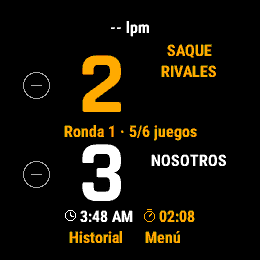 -- lpm
SAQUE
2
RIVALES
Ronda 1 · 5/6 juegos
3
NOSOTROS
3:48 AM 02:08
Historial Menú